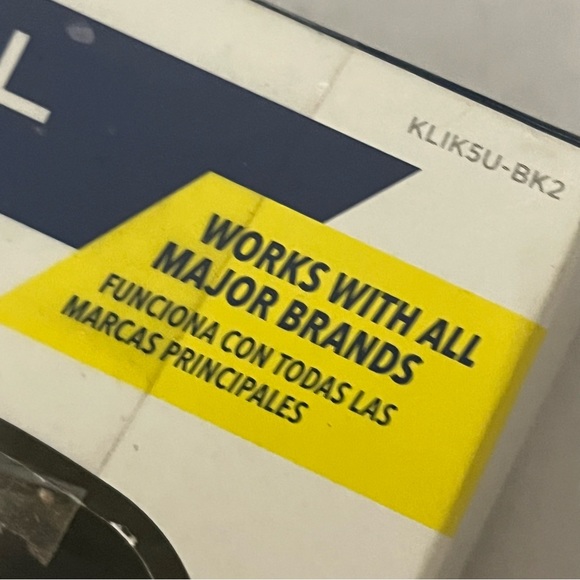 L
KLIK5U-BK2
WORKS WITH ALL
MAJOR BRANDS
FUNCIONA CON TODAS LAS
MARCAS PRINCIPALES